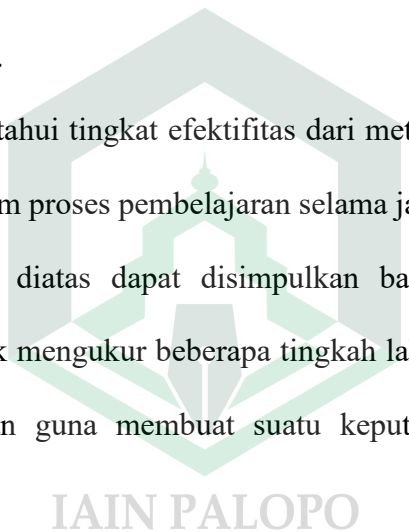 .
tahui tingkat efektifitas dari met
m proses pembelajaran selama ja
diatas dapat disimpulkan ba
k mengukur beberapa tingkah la
n guna membuat suatu keput
IAIN PALOPO